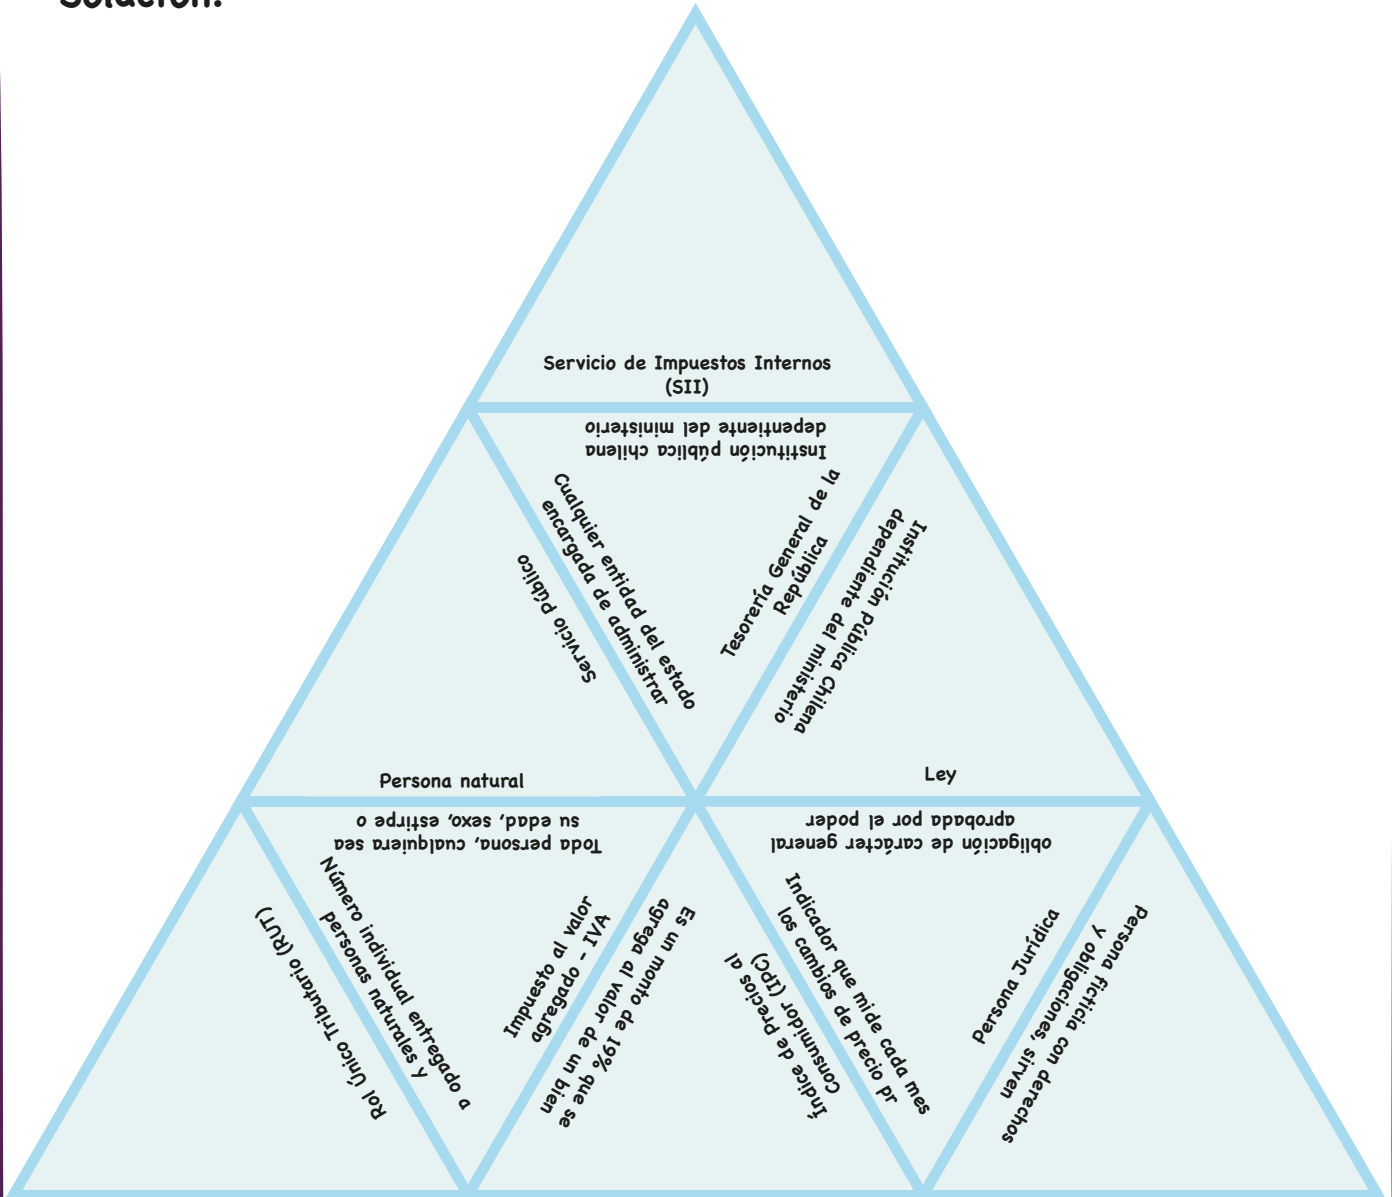 Solución:
Servicio de Impuestos Internos
(SII)
Institución pública chilena
depentiente del ministerio
Cualquier entidad del estado
encargada de administrar
Servicio Público
Tesorería General de la
República
Institución Pública Chilena
dependiente del ministerio
Persona natural
Toda persona, cualquiera sea
su edad, sexo, estirpe o
Ley
obligación de carácter general
aprobada por el poder
Número individual entregado a
personas naturales y
Rol Único Tributario (RUT)
Impuesto al valor
agregado - IVA
Es un monto de 19% que se
agrega al valor de un bien
Indicador que mide cada mes
los cambios de precio pr
Índice de Precios al
Consumidor (IPC)
Persona Jurídica
Persona ficticia con derechos
y obligaciones, sirven